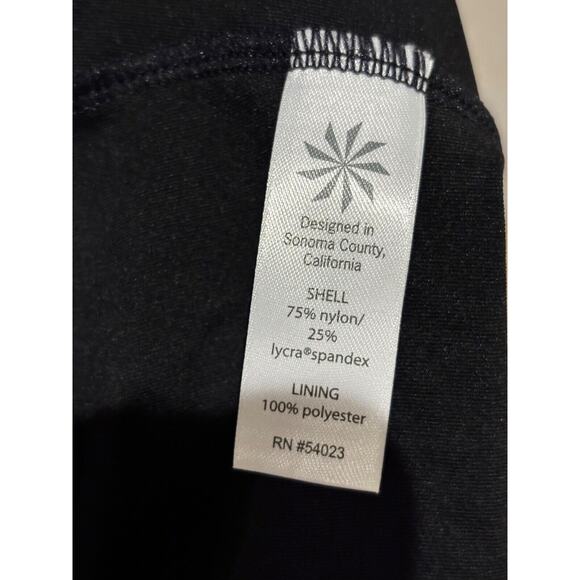 Designed in
Sonoma County,
California
SHELL
75% nylon/
25%
lycra®spandex
LINING
100% polyester
RN #54023